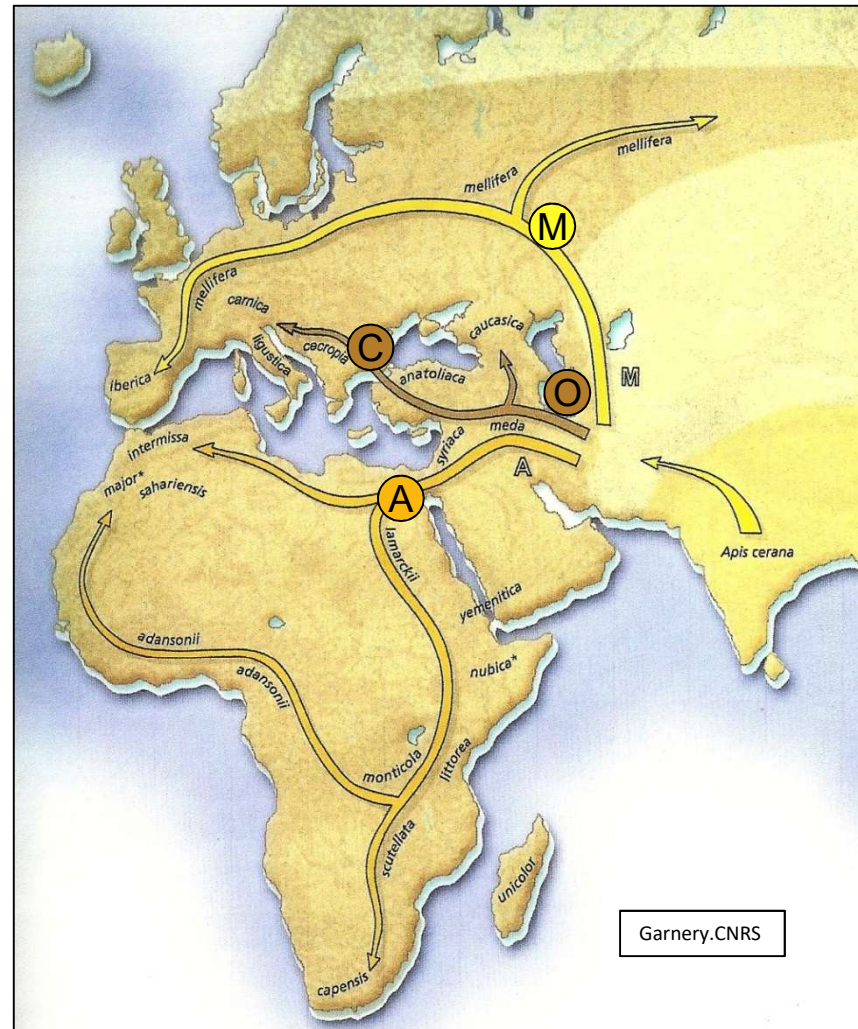 mellifera
mellifera
M
mellifera
carnica
caucasica
C
cecropia
ligustica
iberica
anatoliaca
O
M
meda
syriaca
A
intermissa
major*
sahariensis
A
Apis cerana
lamarckii
yemenitica
adansonii
nubica*
adansonii
monticola
littorea
scutellata
unicolor
Garnery.CNRS
capensis